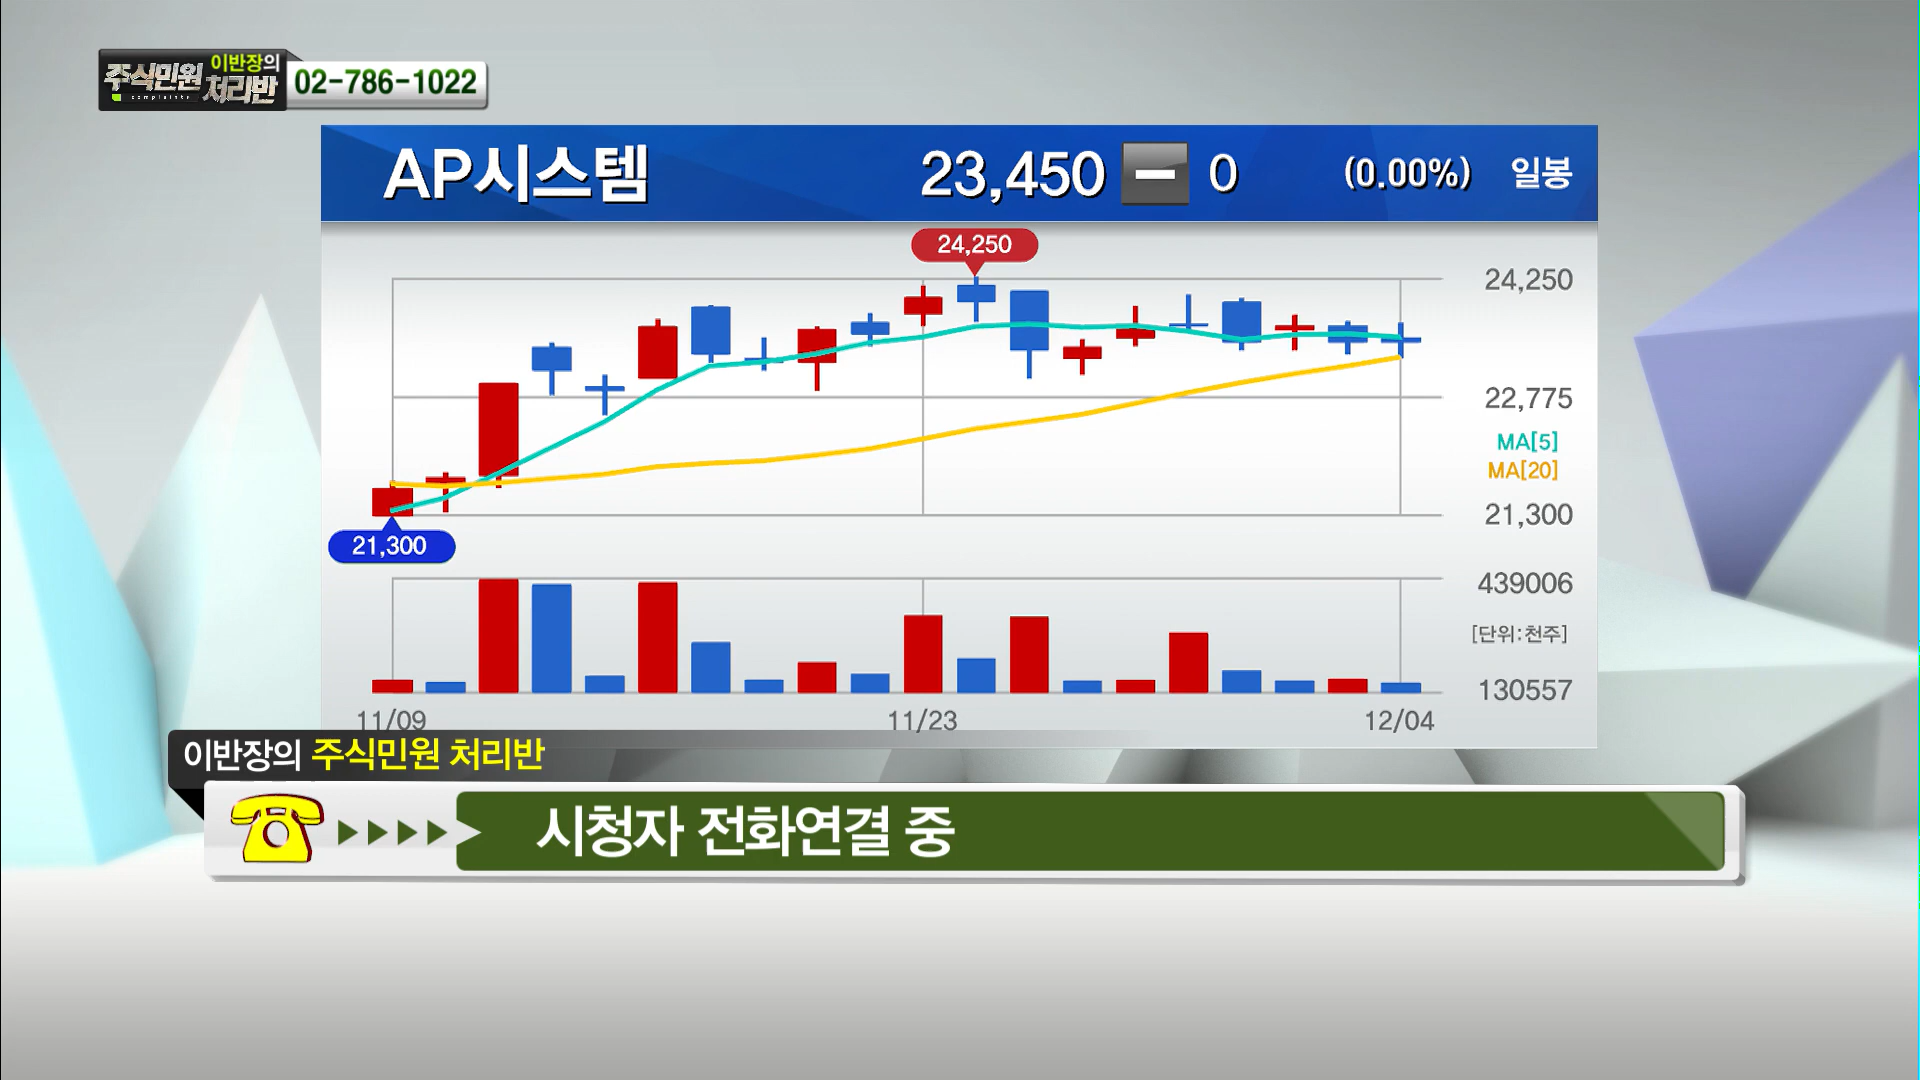 이반장의
주식민원 처리반
complaints
02-786-1022
AP시스템 23,450 0 (0.00%) 일봉
24,250
24,250
22,775
MA[5]
MA[20]
21,300
21,300
439006
[단위:천주]
130557
11/09 11/23 12/04
이반장의 주식민원 처리반
시청자 전화연결 중